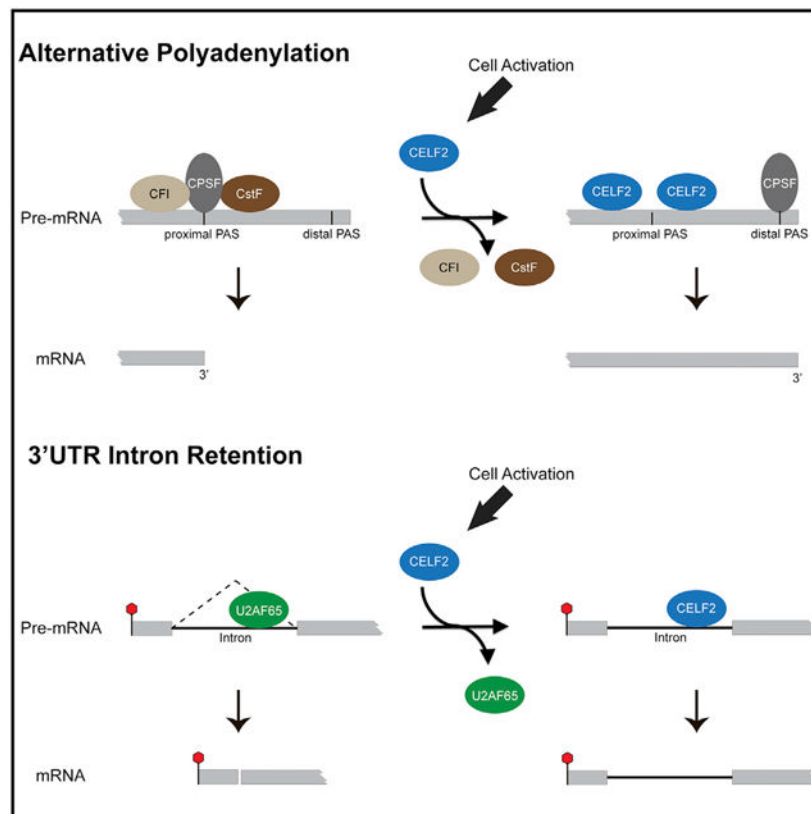 Alternative Polyadenylation
Cell Activation
CELF2
CFI
CPSF
CstF
CELF2
CELF2
CPSF
Pre-mRNA
proximal PAS
distal PAS
CFI
CstF
proximal PAS
distal PAS
mRNA
3'
3'
3'UTR Intron Retention
Cell Activation
CELF2
U2AF65
CELF2
Pre-mRNA
Intron
Intron
U2AF65
mRNA